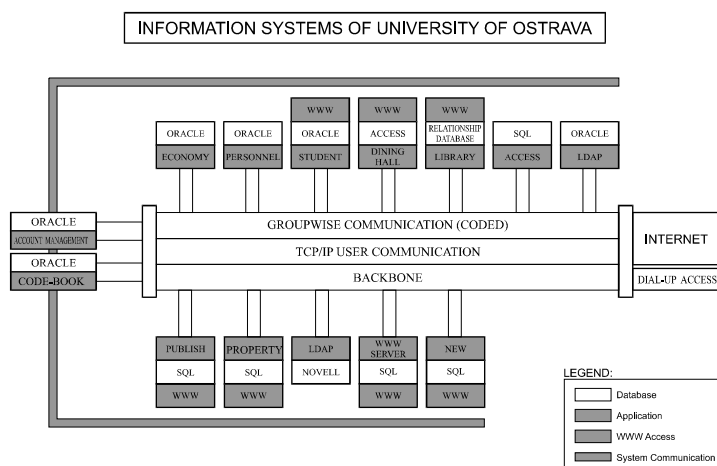 INFORMATION SYSTEMS OF UNIVERSITY OF OSTRAVA
WWW
WWW
WWW
ORACLE
ORACLE
ORACLE
ACCESS
RELATIONSHIP
DATABASE
SQL
ORACLE
ECONOMY
PERSONNEL
STUDENT
DINING
HALL
LIBRARY
ACCESS
LDAP
ORACLE
ACCOUNT MANAGEMENT
ORACLE
CODE-BOOK
GROUPWISE COMMUNICATION (CODED)
TCP/IP USER COMMUNICATION
BACKBONE
INTERNET
DIAL-UP ACCESS
PUBLISH
PROPERTY
LDAP
WWW
SERVER
NEW
SQL
SQL
NOVELL
SQL
SQL
WWW
WWW
WWW
WWW
LEGEND:
Database
Application
WWW Access
System Communication